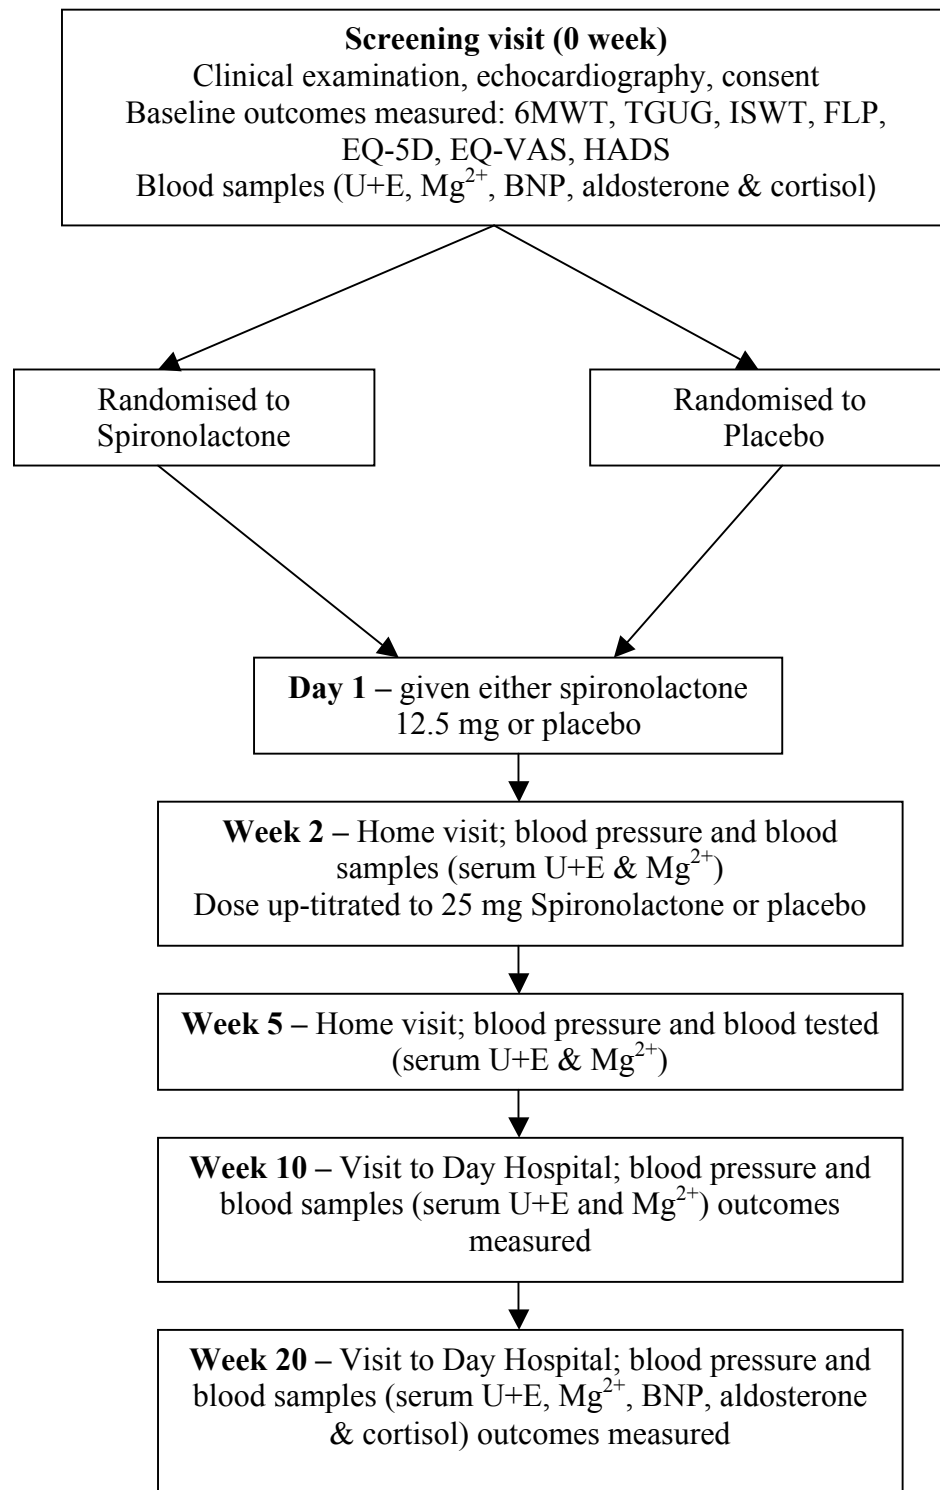 Screening visit (0 week)
Clinical examination, echocardiography, consent
Baseline outcomes measured: 6MWT, TGUG, ISWT, FLP,
EQ-5D, EQ-VAS, HADS
Blood samples (U+E, Mg²⁺, BNP, aldosterone & cortisol)
Randomised to
Spironolactone
Randomised to
Placebo
Day 1 – given either spironolactone
12.5 mg or placebo
Week 2 – Home visit; blood pressure and blood
samples (serum U+E & Mg²⁺)
Dose up-titrated to 25 mg Spironolactone or placebo
Week 5 – Home visit; blood pressure and blood tested
(serum U+E & Mg²⁺)
Week 10 – Visit to Day Hospital; blood pressure and
blood samples (serum U+E and Mg²⁺) outcomes
measured
Week 20 – Visit to Day Hospital; blood pressure and
blood samples (serum U+E, Mg²⁺, BNP, aldosterone
& cortisol) outcomes measured